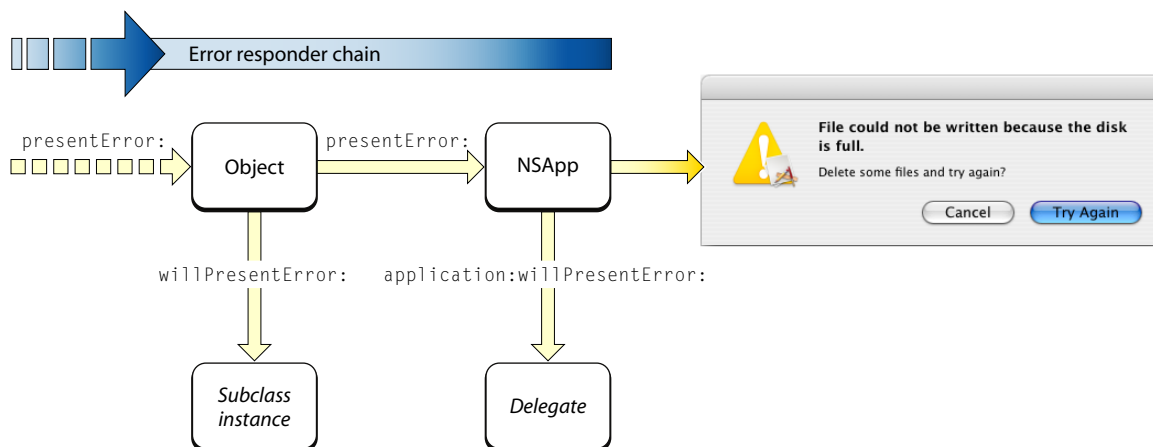 Error responder chain
presentError:
Object
presentError:
NSApp
File could not be written because the disk
is full.
Delete some files and try again?
Cancel
Try Again
willPresentError:
application:willPresentError:
Subclass
instance
Delegate